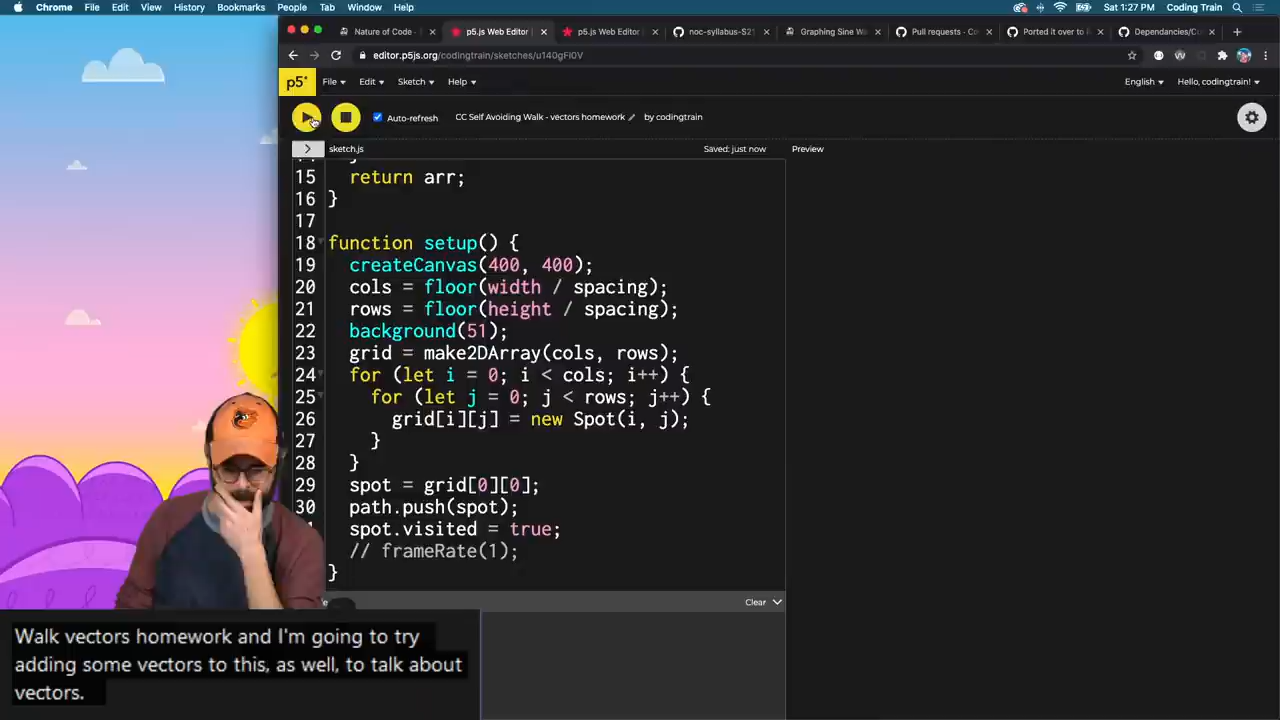 Chrome File Edit View History Bookmarks People Tab Window Help Sat 1:27 PM Coding Train
Nature of Code - p5.js Web Editor p5.js Web Editor noc-syllabus-S21 Graphing Sine Wa Pull requests · Co Ported it over to Dependencies/Cu
editor.p5js.org/codingtrain/sketches/u140gFI0V
p5* File Edit Sketch Help English Hello, codingtrain!
Auto-refresh CC Self Avoiding Walk - vectors homework by codingtrain
> sketch.js Saved: just now Preview
15 return arr;
16 }
17
18 function setup() {
19 createCanvas(400, 400);
20 cols = floor(width / spacing);
21 rows = floor(height / spacing);
22 background(51);
23 grid = make2DArray(cols, rows);
24 for (let i = 0; i < cols; i++) {
25 for (let j = 0; j < rows; j++) {
26 grid[i][j] = new Spot(i, j);
27 }
28 }
29 spot = grid[0][0];
30 path.push(spot);
spot.visited = true;
// frameRate(1);
}
Clear
Walk vectors homework and I'm going to try
adding some vectors to this, as well, to talk about
vectors.